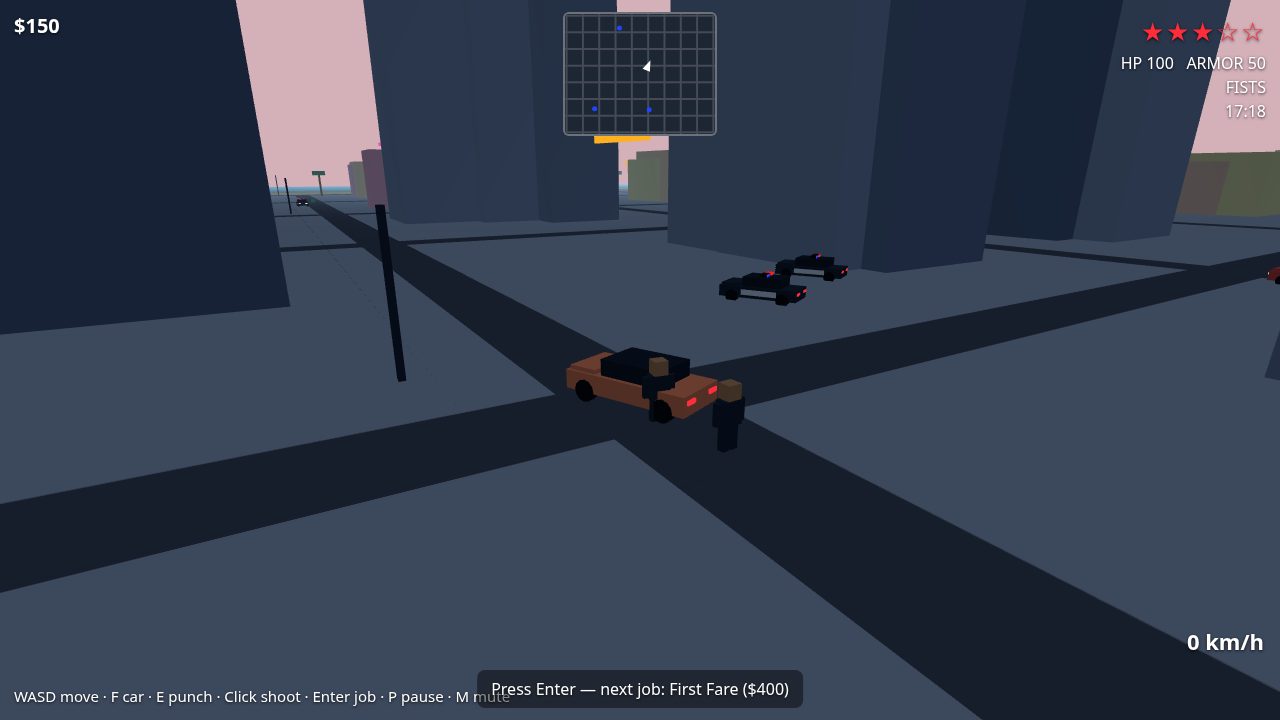 $150
★★★☆☆
HP 100 ARMOR 50
FISTS
17:18
0 km/h
Press Enter — next job: First Fare ($400)
WASD move · F car · E punch · Click shoot · Enter job · P pause · M mute